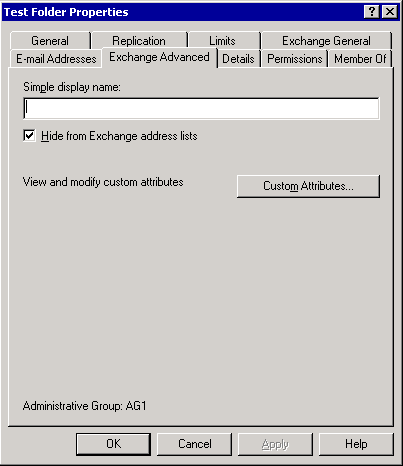 Test Folder Properties
General Replication Limits Exchange General
E-mail Addresses Exchange Advanced Details Permissions Member Of
Simple display name:
Hide from Exchange address lists
View and modify custom attributes Custom Attributes...
Administrative Group: AG1
OK Cancel Apply Help